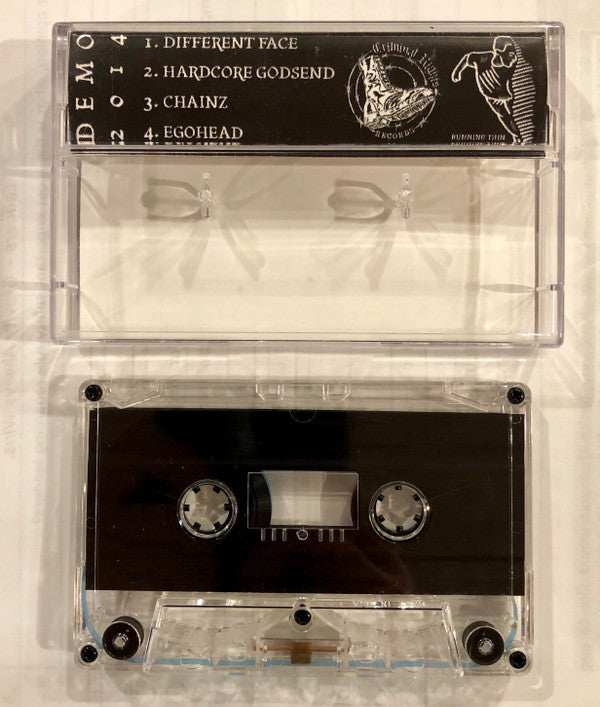 DEMO
2014
1. DIFFERENT FACE
2. HARDCORE GODSEND
3. CHAINZ
4. EGOHEAD
RECORDS
RUNNING THIN